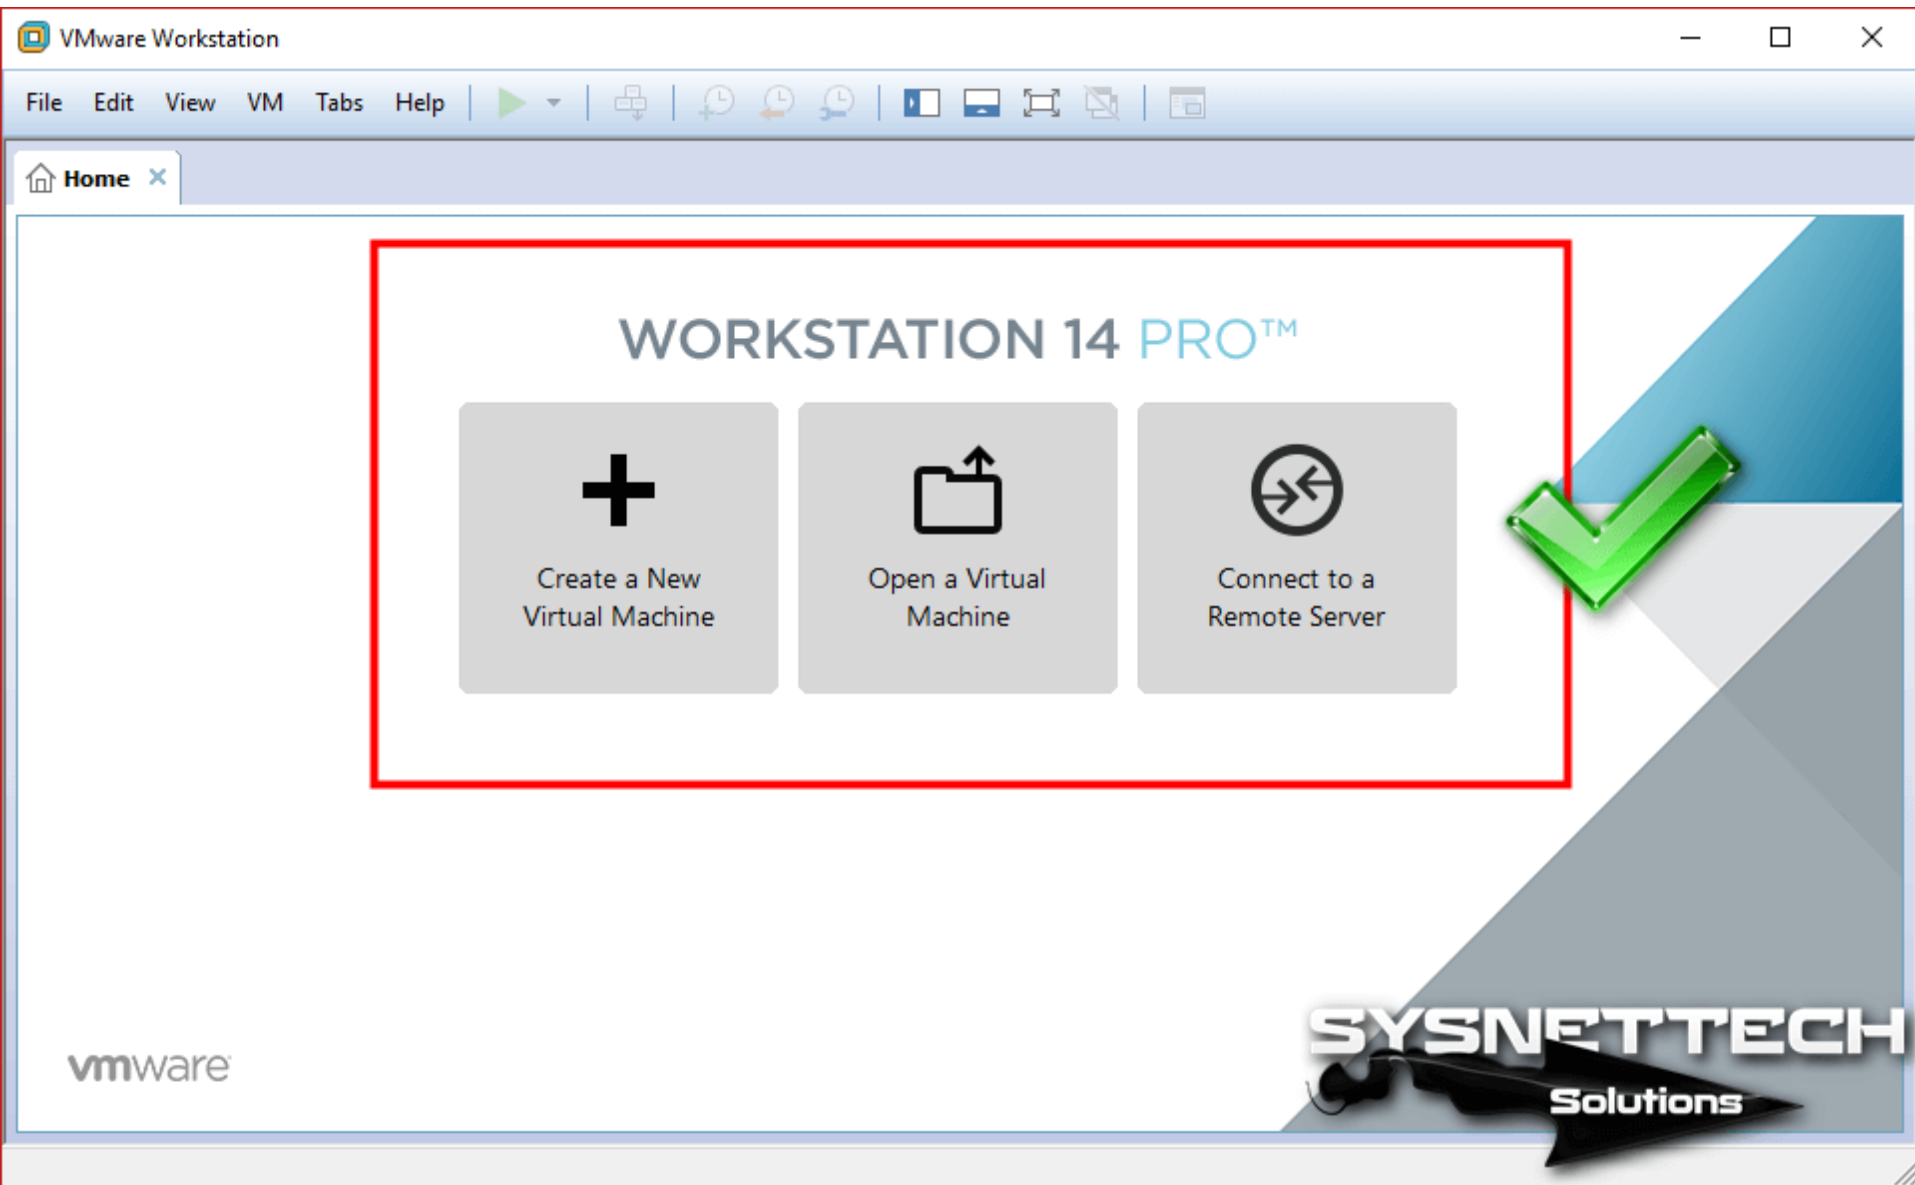 VMware Workstation
File Edit View VM Tabs Help
Home
WORKSTATION 14 PRO™
Create a New
Virtual Machine
Open a Virtual
Machine
Connect to a
Remote Server
vmware
SYSNETTECH
Solutions